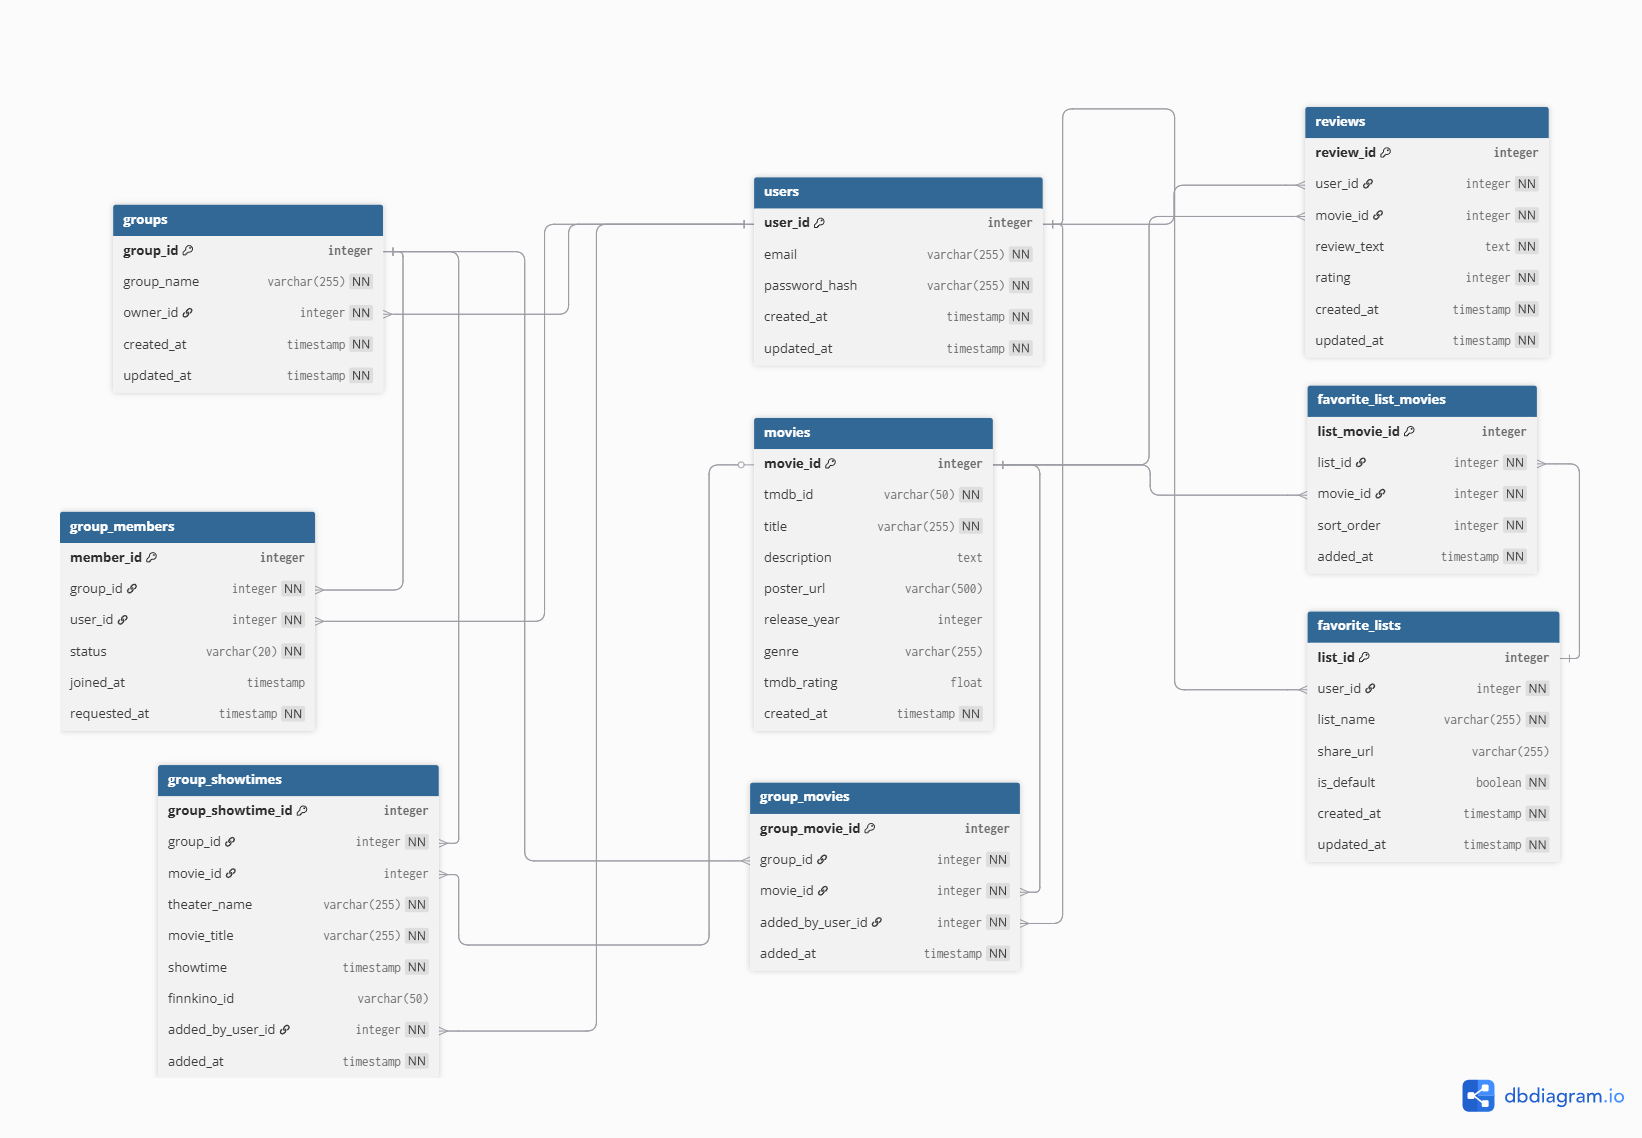 groups
group_id integer
group_name varchar(255) NN
owner_id integer NN
created_at timestamp NN
updated_at timestamp NN
group_members
member_id integer
group_id integer NN
user_id integer NN
status varchar(20) NN
joined_at timestamp
requested_at timestamp NN
group_showtimes
group_showtime_id integer
group_id integer NN
movie_id integer
theater_name varchar(255) NN
movie_title varchar(255) NN
showtime timestamp NN
finnkino_id varchar(50)
added_by_user_id integer NN
added_at timestamp NN
users
user_id integer
email varchar(255) NN
password_hash varchar(255) NN
created_at timestamp NN
updated_at timestamp NN
movies
movie_id integer
tmdb_id varchar(50) NN
title varchar(255) NN
description text
poster_url varchar(500)
release_year integer
genre varchar(255)
tmdb_rating float
created_at timestamp NN
group_movies
group_movie_id integer
group_id integer NN
movie_id integer NN
added_by_user_id integer NN
added_at timestamp NN
reviews
review_id integer
user_id integer NN
movie_id integer NN
review_text text NN
rating integer NN
created_at timestamp NN
updated_at timestamp NN
favorite_list_movies
list_movie_id integer
list_id integer NN
movie_id integer NN
sort_order integer NN
added_at timestamp NN
favorite_lists
list_id integer
user_id integer NN
list_name varchar(255) NN
share_url varchar(255)
is_default boolean NN
created_at timestamp NN
updated_at timestamp NN
dbdiagram.io